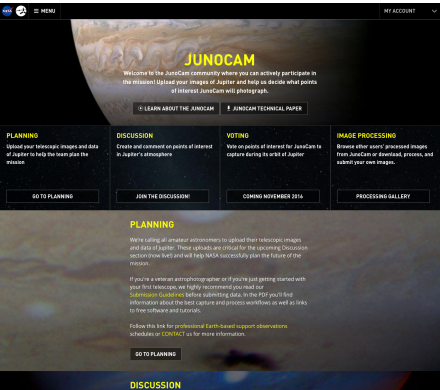 NASA
≡ MENU
MY ACCOUNT
JUNOCAM
Welcome to the JunoCam community where you can actively participate in
the mission! Upload your images of Jupiter and help us decide what points
of interest JunoCam will photograph.
LEARN ABOUT THE JUNOCAM
JUNOCAM TECHNICAL PAPER
PLANNING
Upload your telescopic images and data
of Jupiter to help the team plan the
mission
GO TO PLANNING
DISCUSSION
Create and comment on points of interest
in Jupiter's atmosphere
JOIN THE DISCUSSION!
VOTING
Vote on points of interest for JunoCam to
capture during its orbit of Jupiter
COMING NOVEMBER 2016
IMAGE PROCESSING
Browse other users' processed images
from JunoCam or download, process, and
submit your own images.
PROCESSING GALLERY
PLANNING
We're calling all amateur astronomers to upload their telescopic images
and data of Jupiter. These uploads are critical for the upcoming Discussion
section (now live!) and will help NASA successfully plan the future of the
mission.
If you're a veteran astrophotographer or if you're just getting started with
your first telescope, we highly recommend you read our
Submission Guidelines before submitting data. In the PDF you'll find
information about the best capture and process workflows as well as links
to free software and tutorials.
Follow this link for professional Earth-based support observations
schedules or CONTACT us for more information.
GO TO PLANNING
DISCUSSION